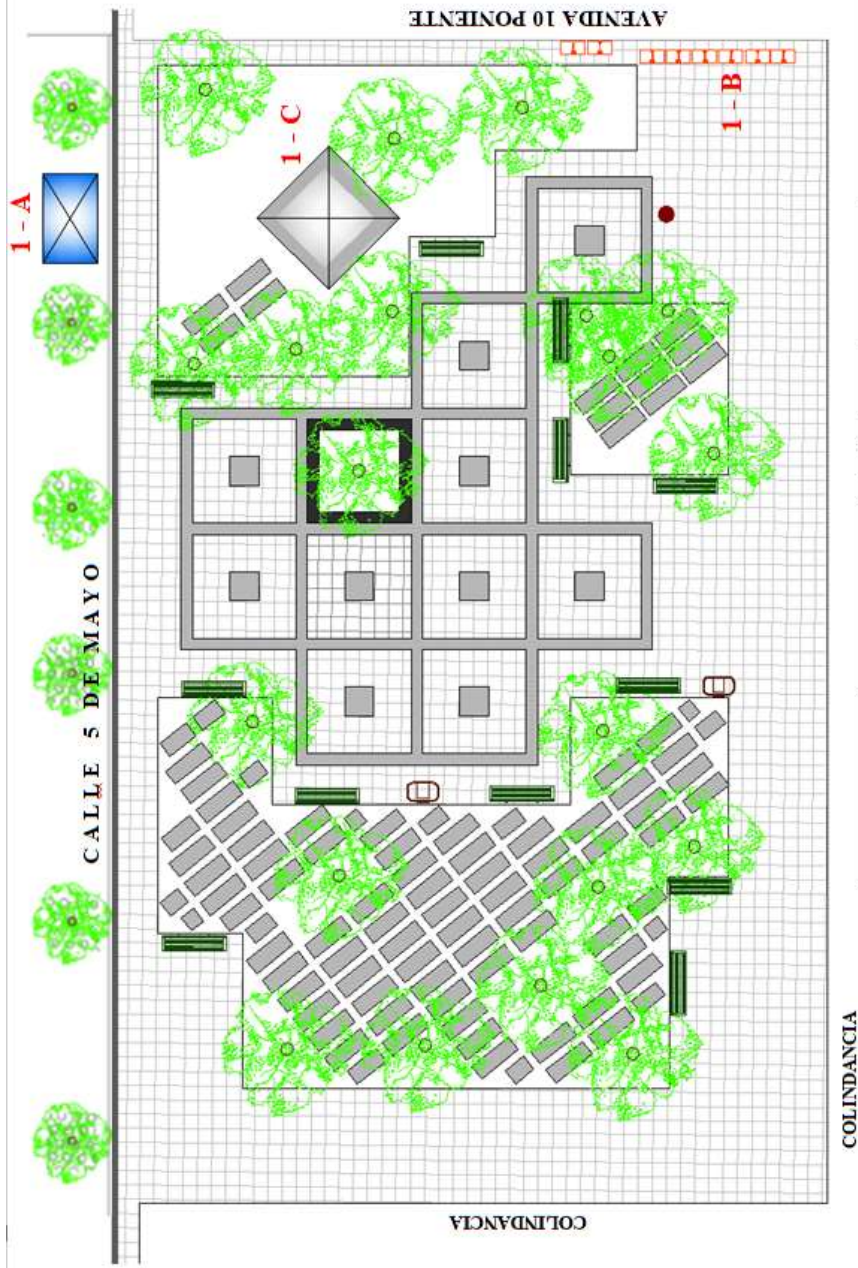 AVENIDA 10 PONIENTE
1 - A
1 - C
1 - B
CALLE 5 DE MAYO
COLINDANCIA
COLINDANCIA